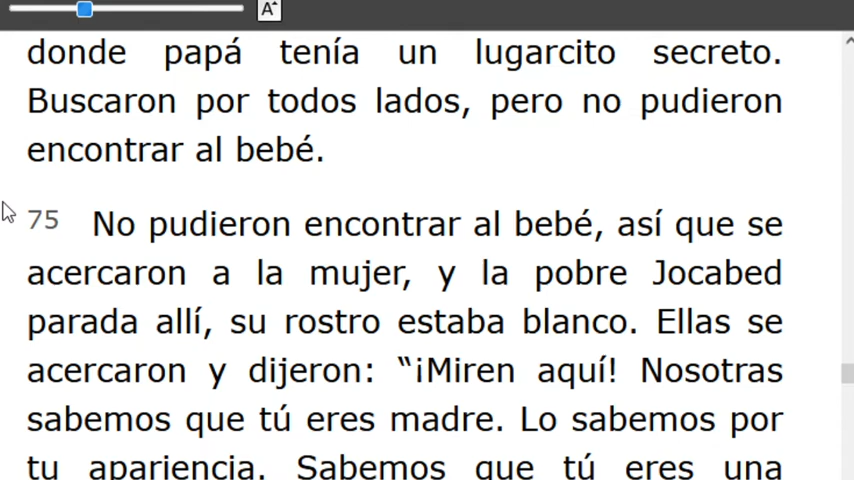 A
donde papá tenía un lugarcito secreto.
Buscaron por todos lados, pero no pudieron
encontrar al bebé.
75 No pudieron encontrar al bebé, así que se
acercaron a la mujer, y la pobre Jocabed
parada allí, su rostro estaba blanco. Ellas se
acercaron y dijeron: “¡Miren aquí! Nosotras
sabemos que tú eres madre. Lo sabemos por
tu apariencia. Sabemos que tú eres una